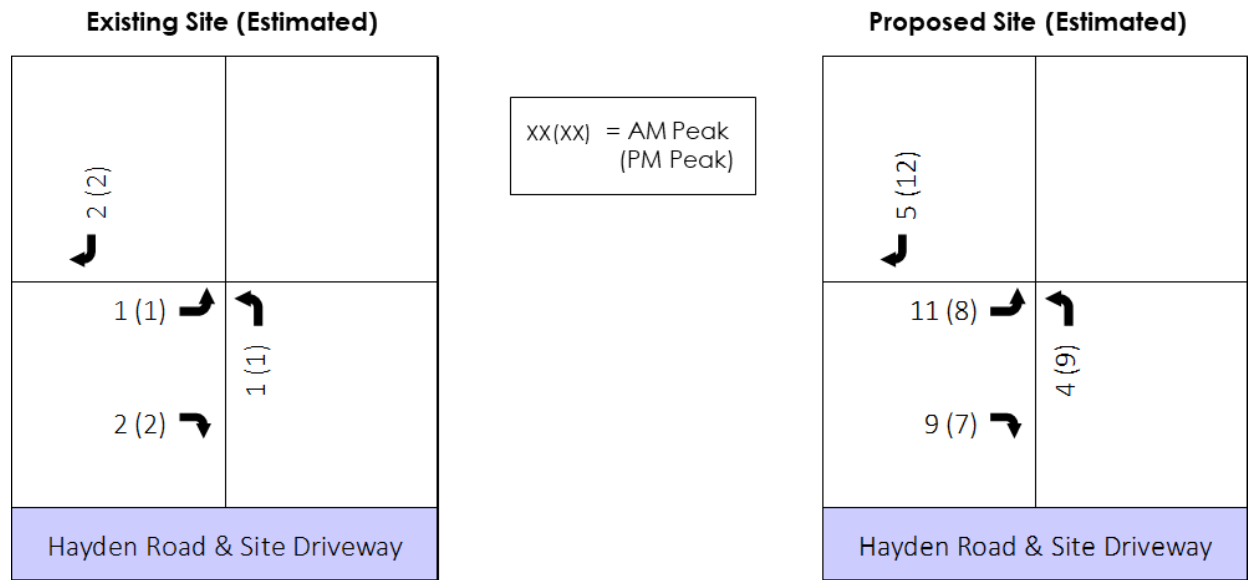 Existing Site (Estimated)
2 (2)
1 (1)
1 (1)
2 (2)
Hayden Road & Site Driveway
XX(XX) = AM Peak
(PM Peak)
Proposed Site (Estimated)
5 (12)
11 (8)
4 (9)
9 (7)
Hayden Road & Site Driveway